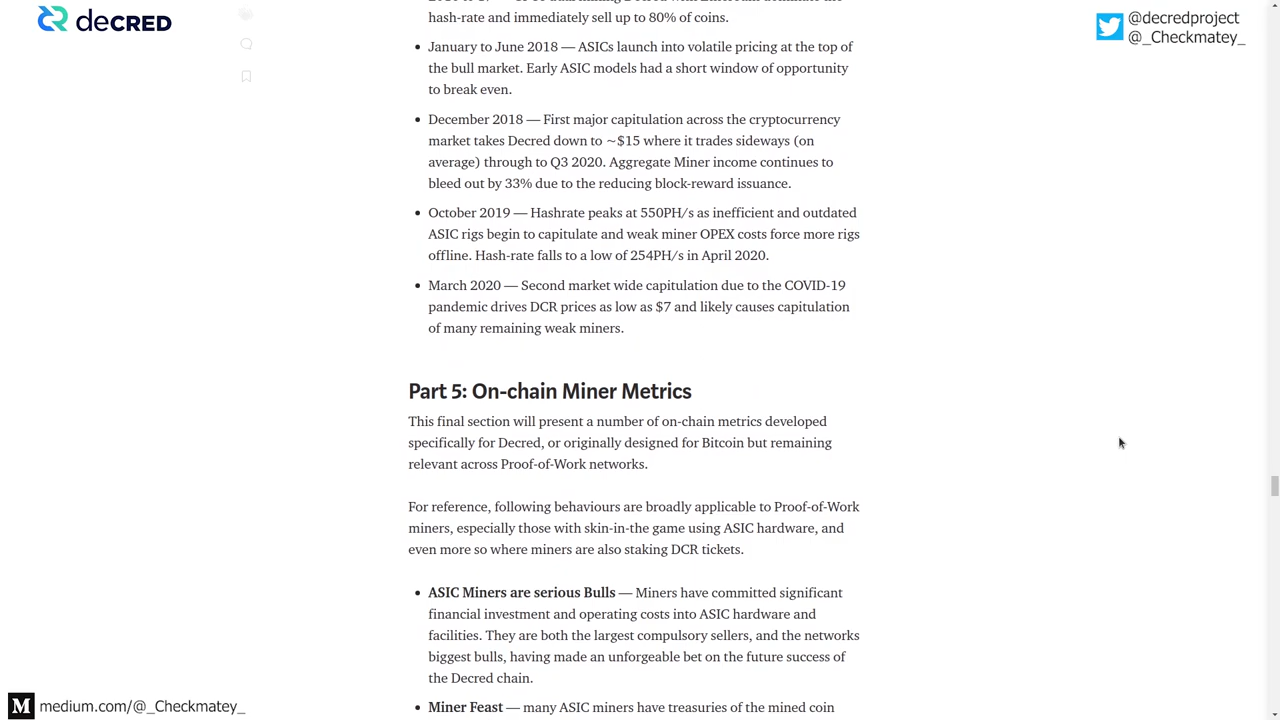 decred
@decredproject
@_Checkmatey_
hash-rate and immediately sell up to 80% of coins.
• January to June 2018 — ASICs launch into volatile pricing at the top of
the bull market. Early ASIC models had a short window of opportunity
to break even.
• December 2018 — First major capitulation across the cryptocurrency
market takes Decred down to ~$15 where it trades sideways (on
average) through to Q3 2020. Aggregate Miner income continues to
bleed out by 33% due to the reducing block-reward issuance.
• October 2019 — Hashrate peaks at 550PH/s as inefficient and outdated
ASIC rigs begin to capitulate and weak miner OPEX costs force more rigs
offline. Hash-rate falls to a low of 254PH/s in April 2020.
• March 2020 — Second market wide capitulation due to the COVID-19
pandemic drives DCR prices as low as $7 and likely causes capitulation
of many remaining weak miners.
Part 5: On-chain Miner Metrics
This final section will present a number of on-chain metrics developed
specifically for Decred, or originally designed for Bitcoin but remaining
relevant across Proof-of-Work networks.
For reference, following behaviours are broadly applicable to Proof-of-Work
miners, especially those with skin-in-the game using ASIC hardware, and
even more so where miners are also staking DCR tickets.
• ASIC Miners are serious Bulls — Miners have committed significant
financial investment and operating costs into ASIC hardware and
facilities. They are both the largest compulsory sellers, and the networks
biggest bulls, having made an unforgeable bet on the future success of
the Decred chain.
• Miner Feast — many ASIC miners have treasuries of the mined coin
M medium.com/@_Checkmatey_